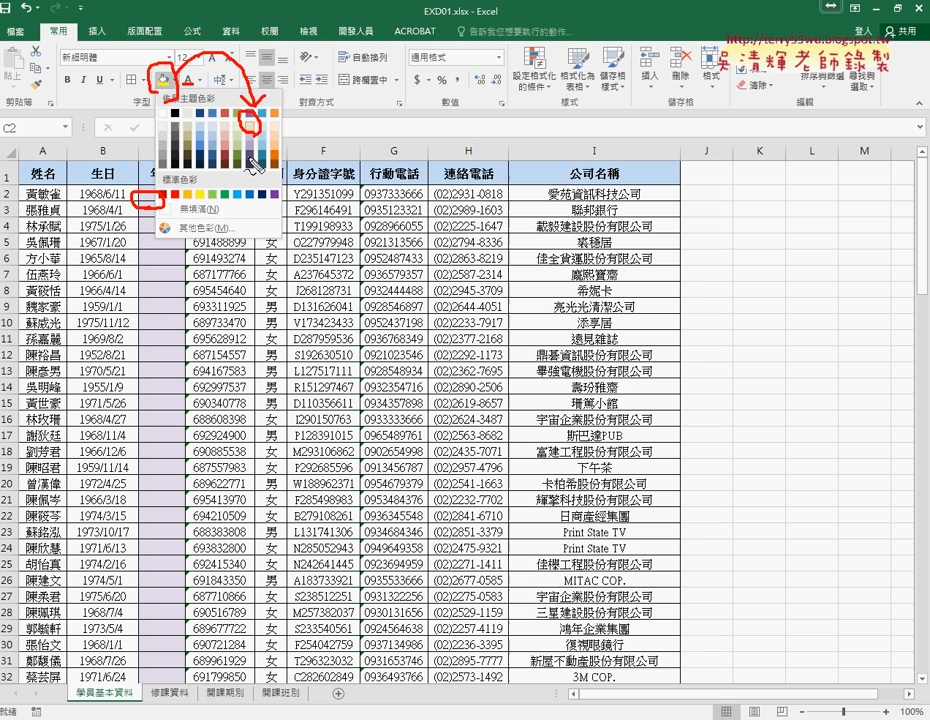 EXD01.xlsx - Excel
檔案 常用 插入 版面配置 公式 資料 校閱 檢視 開發人員 ACROBAT 告訴我您想要執行的動作... 登入 共用
http://terry55wu.blogspot.tw
吳清輝老師錄製
貼上 新細明體 12 自動換列 通用格式 設定格式化的條件 格式化為表格 儲存格樣式 插入 刪除 格式
B I U A 跨欄置中 $ % 清除 排序與篩選 尋找與選取
剪貼簿 字型 對齊方式 數值 樣式 儲存格 編輯
佈景主題色彩
標準色彩
無填滿(N)
其他色彩(M)...
C2
A B F G H I J K L M
1 姓名 生日 身分證字號 行動電話 連絡電話 公司名稱
2 黃敏雀 1968/6/11 Y291351099 0937333666 (02)2931-0818 愛苑資訊科技有限公司
3 張雅貞 1968/4/1 F296146491 0935123321 (02)2989-1603 聯邦銀行
4 林承賦 1975/1/26 T199198933 0928966055 (02)2225-1647 載毅建設股份有限公司
5 吳佩珊 1967/1/20 691488899 女 O227979948 0921313566 (02)2794-8336 裘穩居
6 方小華 1965/8/14 691493274 女 D235147123 0952487433 (02)2863-8219 佳全貨運股份有限公司
7 伍燕玲 1966/6/1 687177766 女 A237645372 0936579357 (02)2587-2314 龐熙寶齋
8 黃筱恬 1966/4/14 695454640 女 J268128731 0932444488 (02)2945-3709 希妮卡
9 魏家豪 1959/1/1 693311925 男 D131626041 0928546897 (02)2644-4051 亮光光清潔公司
10 蘇威光 1975/11/12 689733470 男 V173423433 0952437198 (02)2233-7917 添享居
11 孫嘉麗 1969/8/2 695628912 女 D287959536 0936768349 (02)2377-2168 遠見雜誌
12 陳裕昌 1952/8/21 687154557 男 S192630510 0921023546 (02)2292-1173 鼎碁資訊股份有限公司
13 陳彥男 1970/5/21 694167583 男 L127517111 0928548934 (02)2362-7695 畢強電機股份有限公司
14 吳明峰 1955/1/9 692997537 男 R151297467 0932354716 (02)2890-2506 壽玢雅齋
15 黃世豪 1971/5/26 690340778 男 D110356611 0934357898 (02)2619-8657 珊篤小館
16 林玫珊 1968/4/27 688608398 女 I290150763 0933333666 (02)2624-3487 宇宙企業股份有限公司
17 謝款廷 1968/11/4 692924900 男 P128391015 0965489761 (02)2563-8682 斯巴達PUB
18 劉芳君 1966/12/6 690885538 女 M293106862 0902654998 (02)2435-7071 富建工程股份有限公司
19 陳昭君 1959/11/14 687557983 女 P292685596 0913456787 (02)2957-4796 下午茶
20 曾漢偉 1972/4/25 689622771 男 W188962371 0954679379 (02)2541-1663 卡柏希股份有限公司
21 陳佩岑 1966/3/18 695413970 女 F285498983 0953484376 (02)2232-7702 輝擎科技股份有限公司
22 陳筱芩 1974/3/15 694210509 女 B279108261 0936345548 (02)2841-6710 日商產經集團
23 蘇銘泓 1973/10/17 688383808 男 L131741306 0934684368 (02)2851-3379 Print State TV
24 陳欣慧 1971/6/13 693832800 女 N285052943 0949649358 (02)2475-9321 Print State TV
25 胡怡真 1974/2/16 692415340 女 N242641445 0923694959 (02)2271-1411 佳櫻工程股份有限公司
26 陳建文 1974/5/1 691843350 男 A183733921 0935533666 (02)2677-0585 MITAC COP.
27 陳柔君 1975/6/20 687710866 女 S238512251 0931322256 (02)2275-0583 宇宙企業股份有限公司
28 陳珮琪 1968/7/4 690516789 女 M257382037 0930131656 (02)2529-1159 三星建設股份有限公司
29 郭毓軒 1973/5/4 689677722 女 S233540561 0924564638 (02)2257-4119 鴻年企業集團
30 張怡文 1968/1/1 690721284 女 F254042759 0937134986 (02)2236-3395 復視眼鏡行
31 鄭馥儀 1968/7/26 689961929 女 T296323032 0931653746 (02)2895-7777 新屋不動產股份有限公司
32 蔡芸屏 1971/6/24 691799850 女 C282602849 0936493766 (02)2573-1492 3M COP.
學員基本資料 修課資料 開課期別 開課班別
就緒 100%